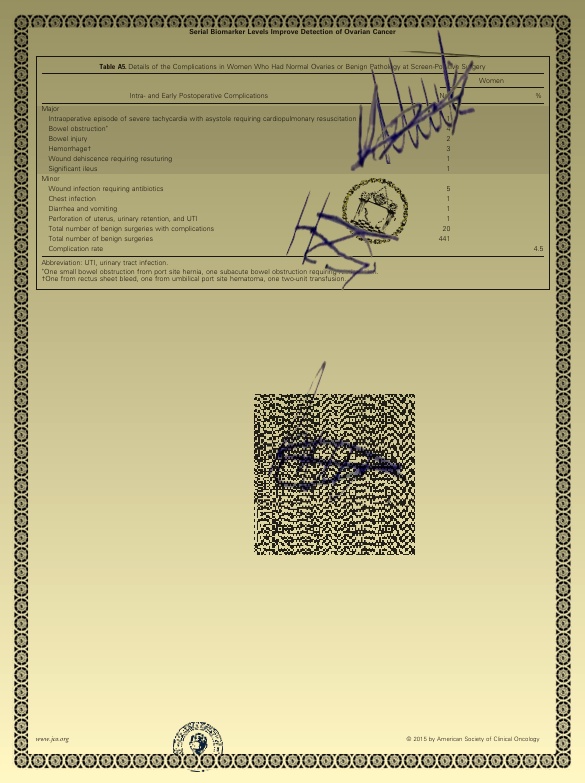 Serial Biomarker Levels Improve Detection of Ovarian Cancer
Table A5. Details of the Complications in Women Who Had Normal Ovaries or Benign Pathology at Screen-Positive Surgery
Women
Intra- and Early Postoperative Complications %
Major
Intraoperative episode of severe tachycardia with asystole requiring cardiopulmonary resuscitation
Bowel obstruction*
Bowel injury 2
Hemorrhage† 3
Wound dehiscence requiring resuturing 1
Significant ileus 1
Minor
Wound infection requiring antibiotics 5
Chest infection 1
Diarrhea and vomiting 1
Perforation of uterus, urinary retention, and UTI 1
Total number of benign surgeries with complications 20
Total number of benign surgeries 441
Complication rate 4.5
Abbreviation: UTI, urinary tract infection.
*One small bowel obstruction from port site hernia, one subacute bowel obstruction requiring
†One from rectus sheet bleed, one from umbilical port site hematoma, one two-unit transfusion.
www.jco.org
© 2015 by American Society of Clinical Oncology